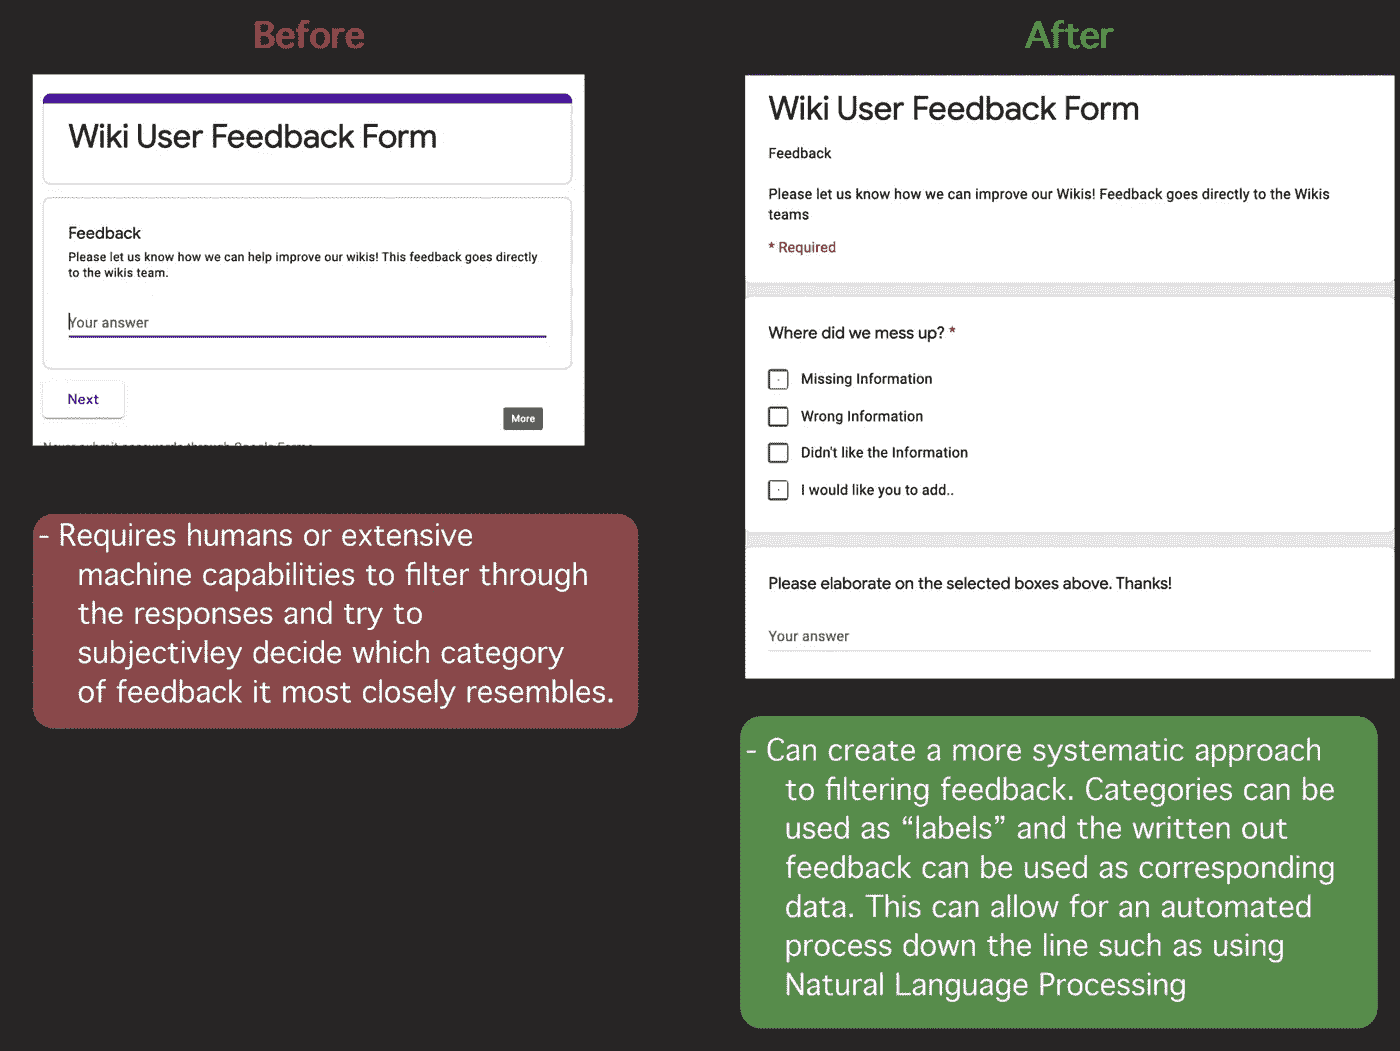 Before
Wiki User Feedback Form
Feedback
Please let us know how we can help improve our wikis! This feedback goes directly
to the wikis team.
Your answer
Next
More
Never submit passwords through Google Forms.
- Requires humans or extensive
machine capabilities to filter through
the responses and try to
subjectivley decide which category
of feedback it most closely resembles.
After
Wiki User Feedback Form
Feedback
Please let us know how we can improve our Wikis! Feedback goes directly to the Wikis
teams
* Required
Where did we mess up? *
Missing Information
Wrong Information
Didn't like the Information
I would like you to add..
Please elaborate on the selected boxes above. Thanks!
Your answer
- Can create a more systematic approach
to filtering feedback. Categories can be
used as “labels” and the written out
feedback can be used as corresponding
data. This can allow for an automated
process down the line such as using
Natural Language Processing